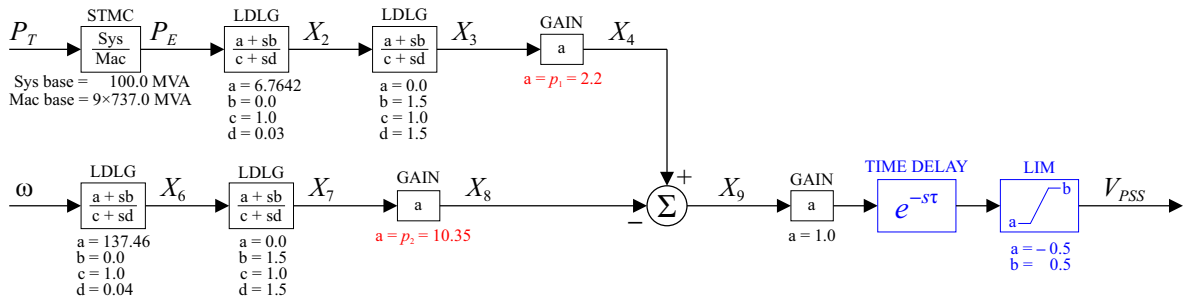 STMC LDLG LDLG GAIN
P_T Sys/Mac P_E a + sb/c + sd X_2 a + sb/c + sd X_3 a X_4
Sys base = 100.0 MVA
Mac base = 9×737.0 MVA
a = 6.7642
b = 0.0
c = 1.0
d = 0.03
a = 0.0
b = 1.5
c = 1.0
d = 1.5
a = p_1 = 2.2
LDLG LDLG GAIN GAIN TIME DELAY LIM
ω a + sb/c + sd X_6 a + sb/c + sd X_7 a X_8 − + Σ X_9 a e^{−sτ} a b V_{PSS}
a = 137.46
b = 0.0
c = 1.0
d = 0.04
a = 0.0
b = 1.5
c = 1.0
d = 1.5
a = p_2 = 10.35
a = 1.0
a = − 0.5
b = 0.5